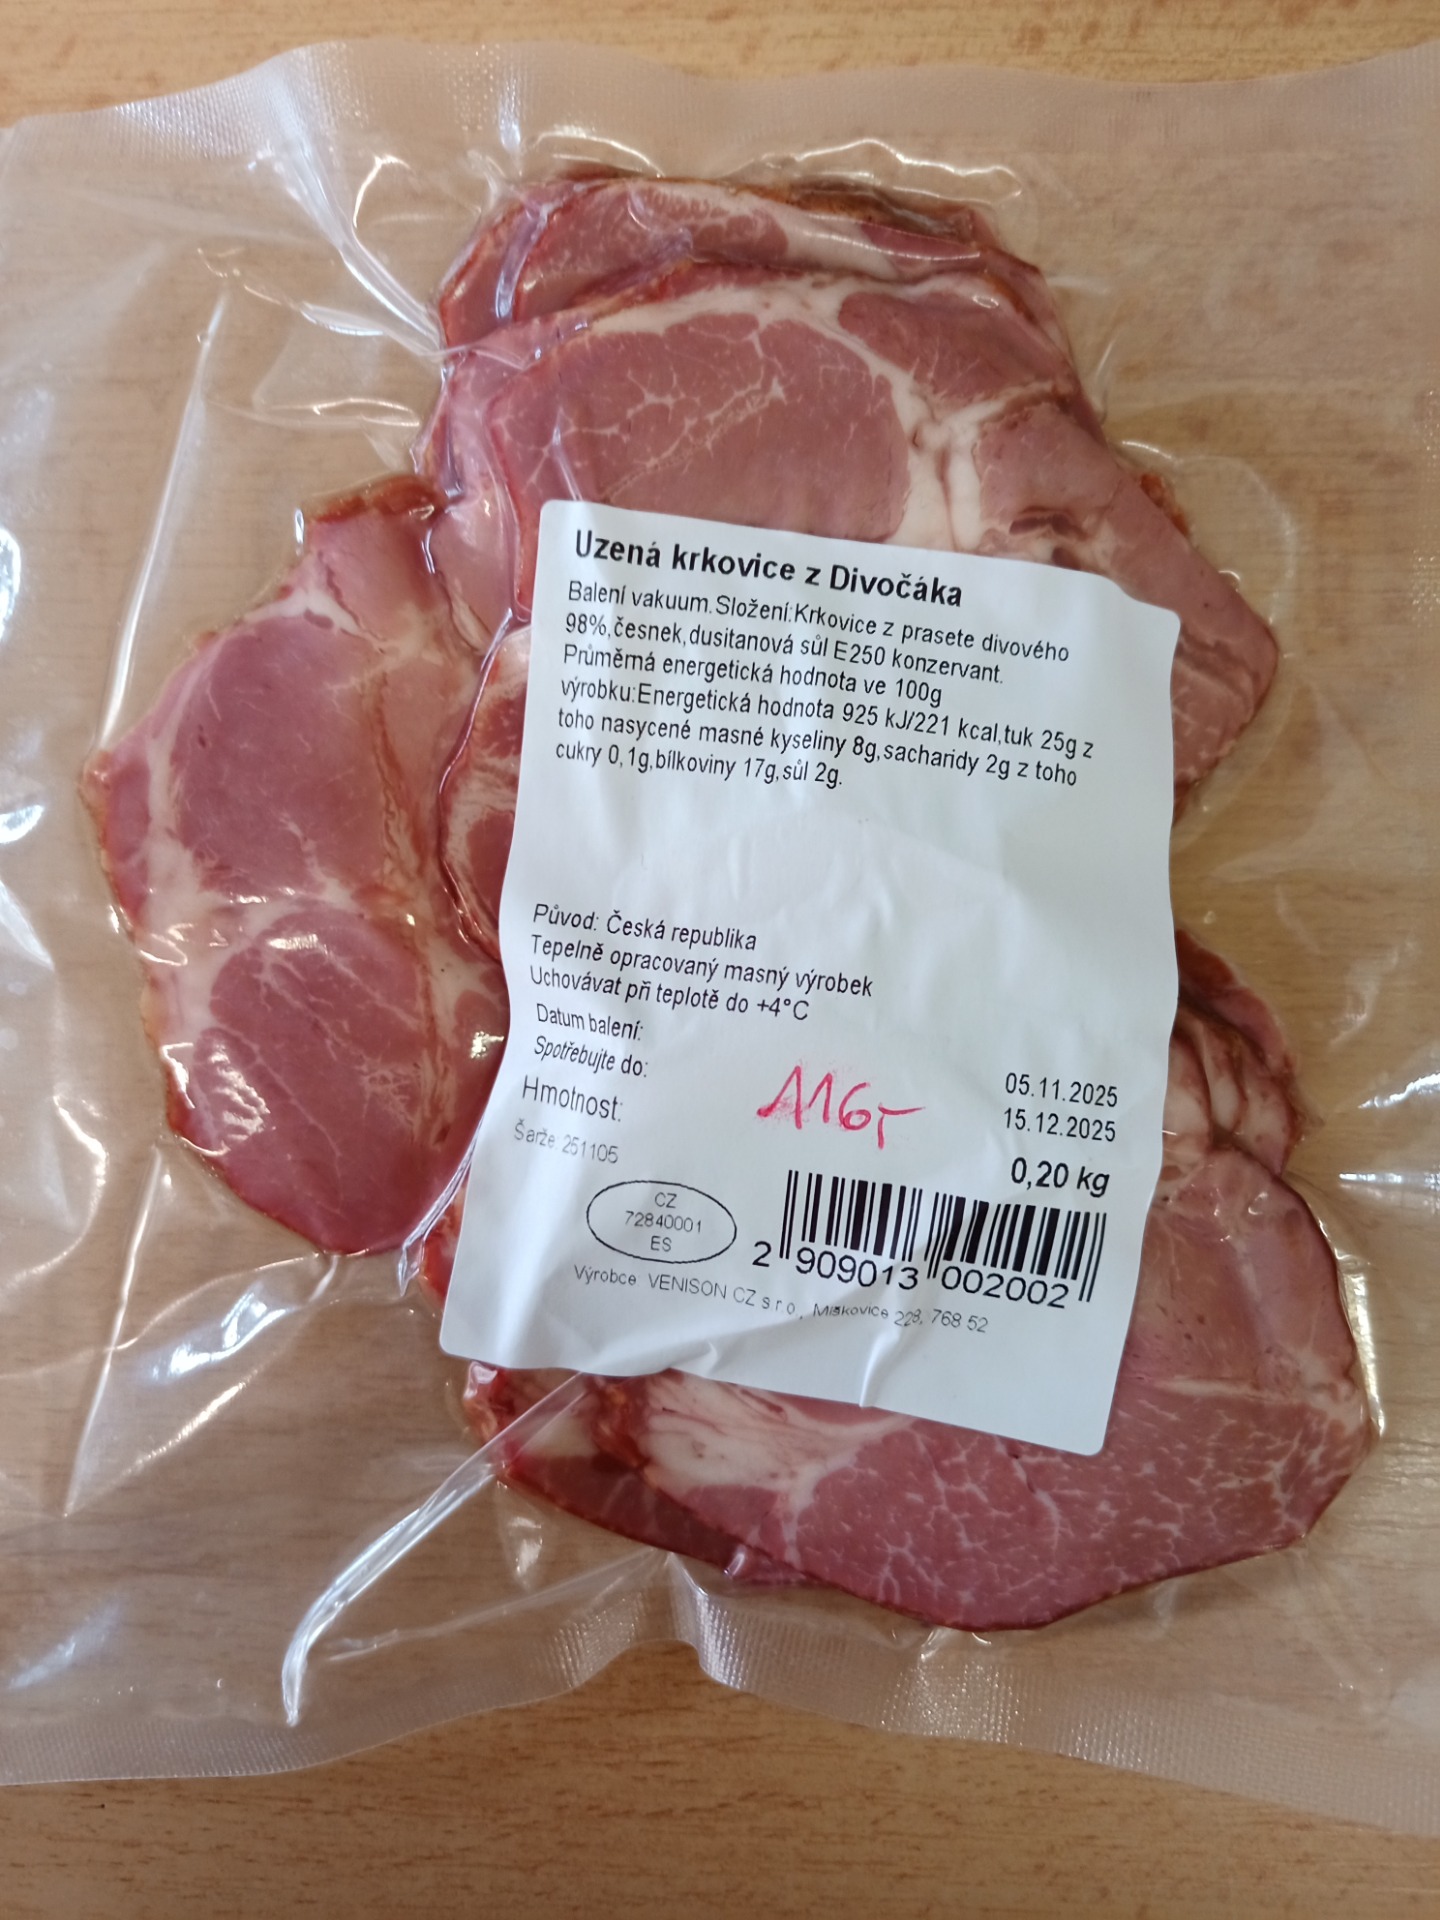 Uzená krkovice z Divočáka
Balení vakuum.Složení:Krkovice z prasete divového
98%,česnek,dusitanová sůl E250 konzervant.
Průměrná energetická hodnota ve 100g
výrobku:Energetická hodnota 925 kJ/221 kcal,tuk 25g z
toho nasycené masné kyseliny 8g,sacharidy 2g z toho
cukry 0,1g,bílkoviny 17g,sůl 2g.
Původ: Česká republika
Tepelně opracovaný masný výrobek
Uchovávat při teplotě do +4°C
Datum balení: 05.11.2025
Spotřebujte do: 15.12.2025
116,-
Hmotnost: 0,20 kg
Šarže: 251105
CZ
72840001
ES
2 909013 002002
Výrobce: VENISON CZ s.r.o., Míškovice 228, 768 52